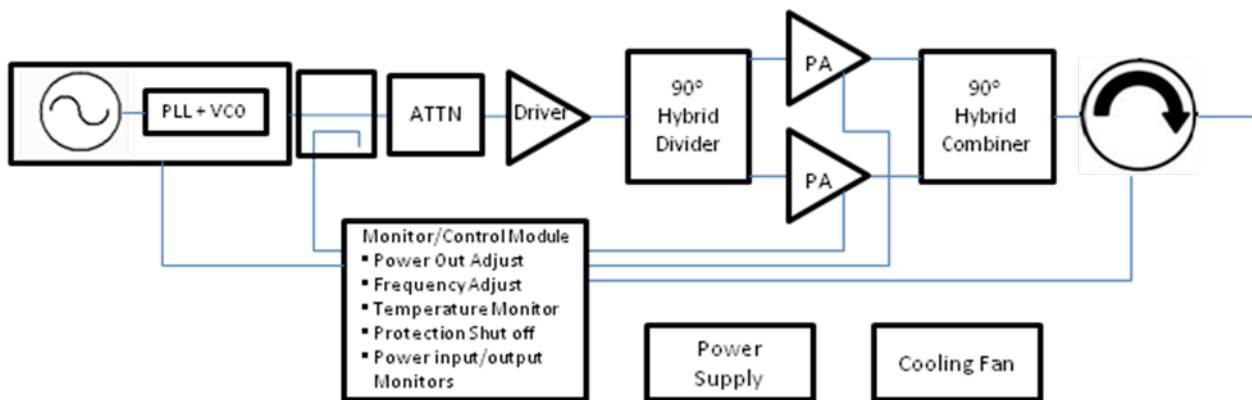 PLL + VCO
ATTN
Driver
90°
Hybrid
Divider
PA
PA
90°
Hybrid
Combiner
Monitor/Control Module
▪ Power Out Adjust
▪ Frequency Adjust
▪ Temperature Monitor
▪ Protection Shut off
▪ Power input/output
Monitors
Power
Supply
Cooling Fan